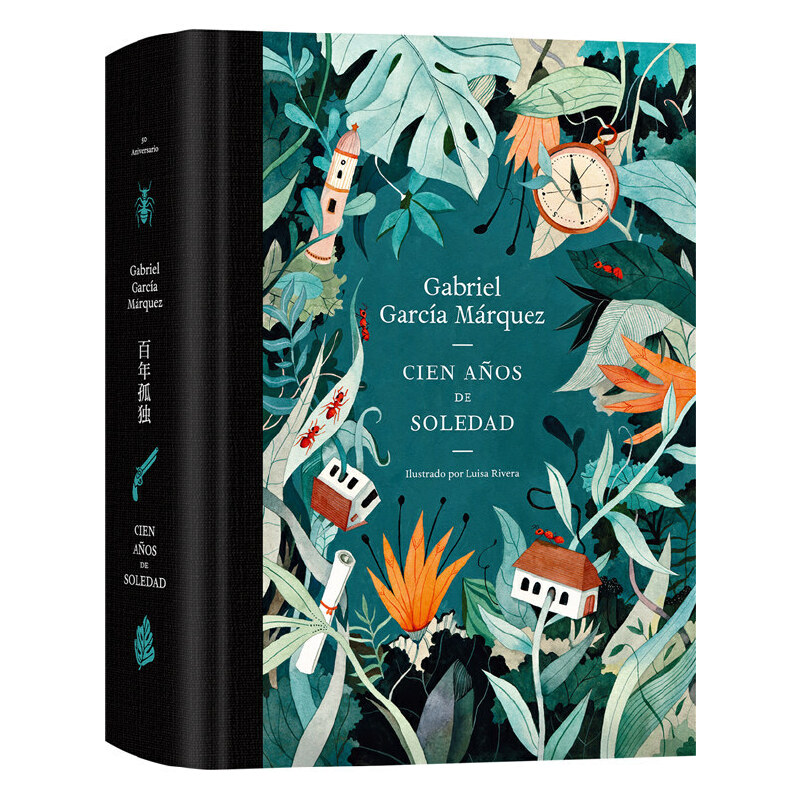 50
Aniversario
Gabriel
García
Márquez
百年孤独
CIEN
AÑOS
DE
SOLEDAD
Gabriel
García Márquez
CIEN AÑOS
DE
SOLEDAD
Ilustrado por Luisa Rivera
N
E
S